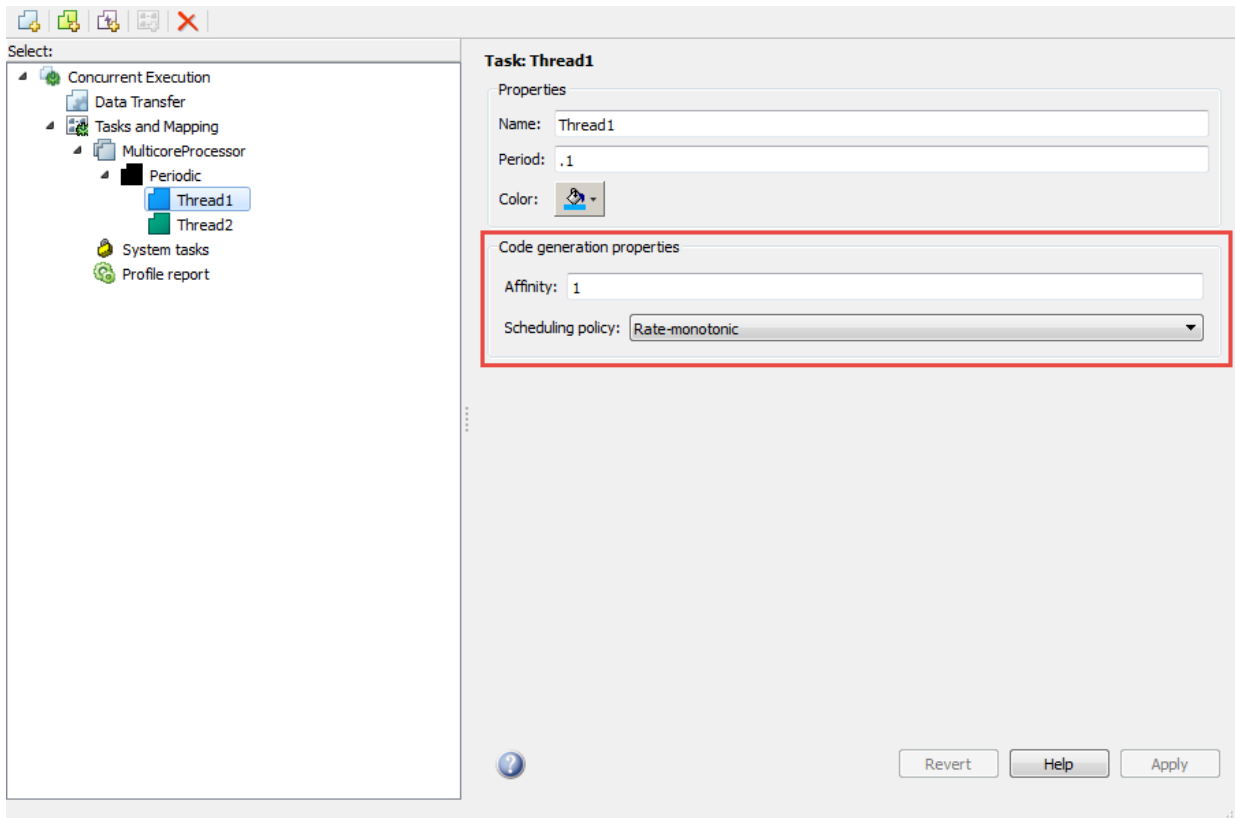 Select:
Concurrent Execution
Data Transfer
Tasks and Mapping
MulticoreProcessor
Periodic
Thread1
Thread2
System tasks
Profile report
Task: Thread1
Properties
Name: Thread1
Period: .1
Color:
Code generation properties
Affinity: 1
Scheduling policy: Rate-monotonic
? Revert Help Apply